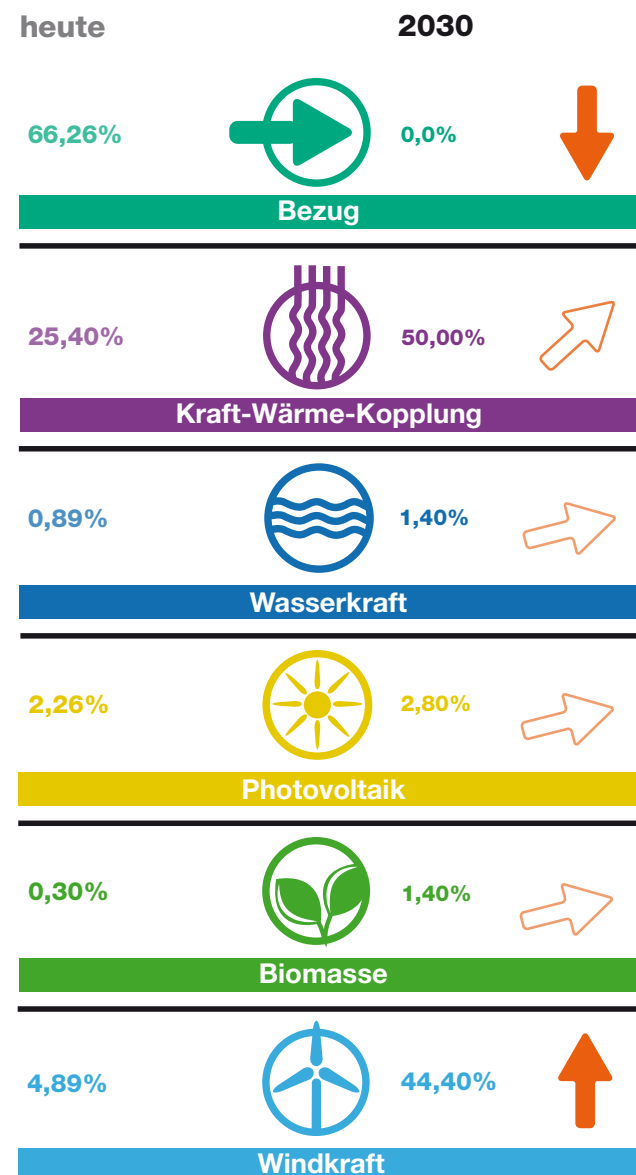 heute 2030
66,26% 0,0%
Bezug
25,40% 50,00%
Kraft-Wärme-Kopplung
0,89% 1,40%
Wasserkraft
2,26% 2,80%
Photovoltaik
0,30% 1,40%
Biomasse
4,89% 44,40%
Windkraft